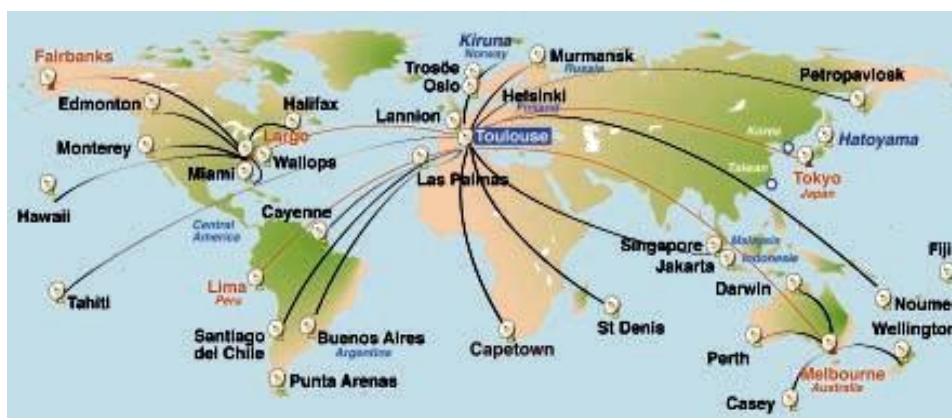 Fairbanks
Kiruna
Norway
Murmansk
Russia
Trosöe
Oslo
Petropavlosk
Edmonton
Halifax
Helsinki
Finland
Lannion
Largo
Toulouse
Korea
Hatoyama
Monterey
Wallops
Miami
Las Palmas
Taiwan
Tokyo
Japan
Hawaii
Cayenne
Central
America
Singapore
Malaysia
Jakarta
Indonesia
Fiji
Tahiti
Lima
Peru
Darwin
St Denis
Noume
Santiago
del Chile
Buenos Aires
Argentine
Capetown
Perth
Wellington
Punta Arenas
Melbourne
Australia
Casey